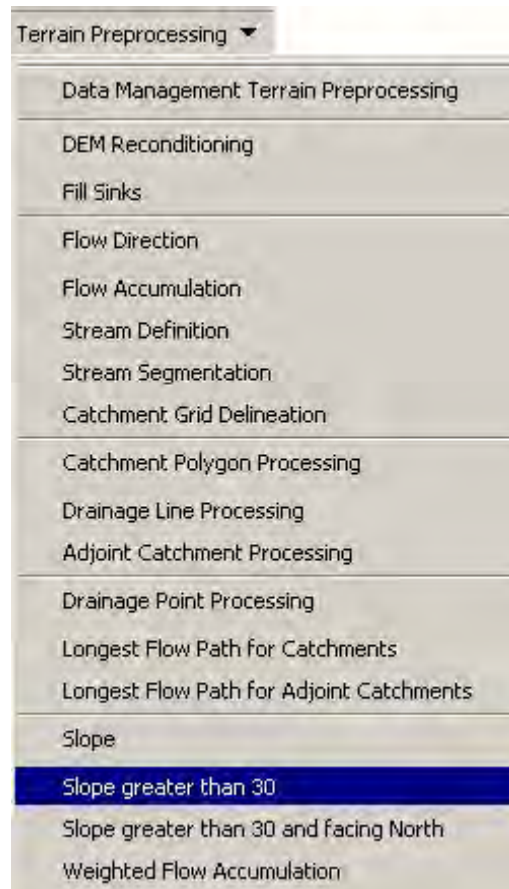 Terrain Preprocessing
Data Management Terrain Preprocessing
DEM Reconditioning
Fill Sinks
Flow Direction
Flow Accumulation
Stream Definition
Stream Segmentation
Catchment Grid Delineation
Catchment Polygon Processing
Drainage Line Processing
Adjoint Catchment Processing
Drainage Point Processing
Longest Flow Path for Catchments
Longest Flow Path for Adjoint Catchments
Slope
Slope greater than 30
Slope greater than 30 and facing North
Weighted Flow Accumulation